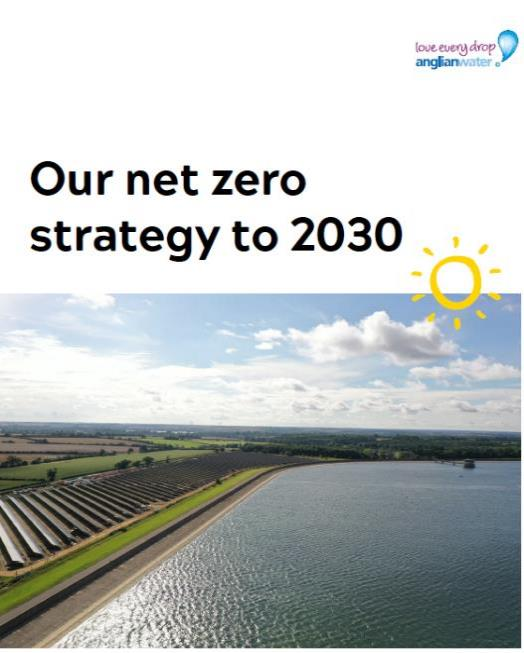 love every drop
anglianwater
Our net zero
strategy to 2030